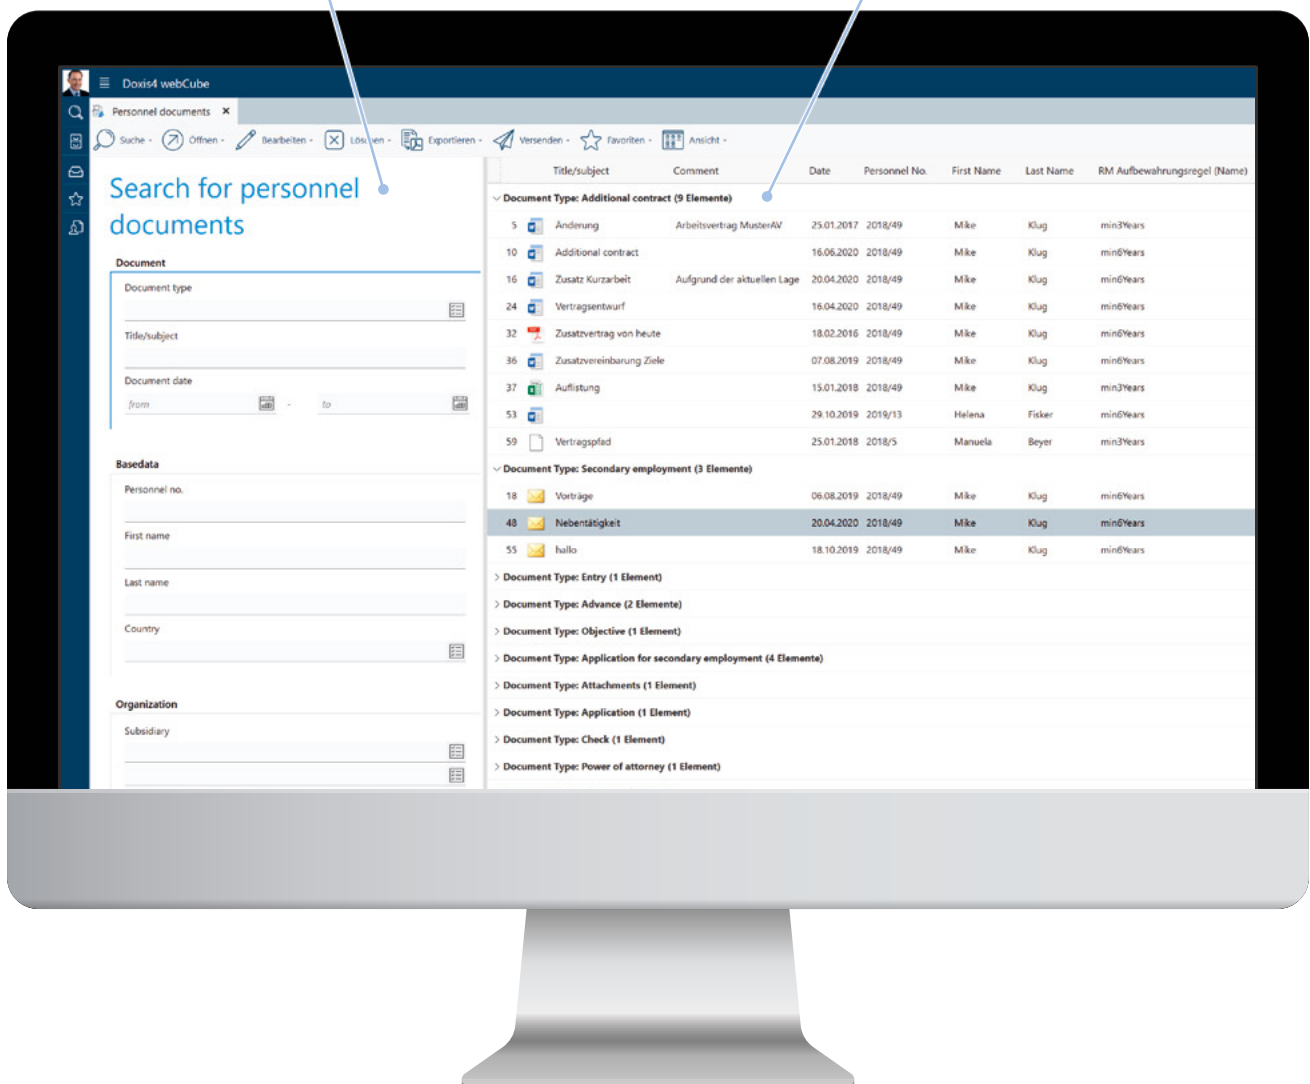 Doxis4 webCube
Personnel documents
Suche Öffnen Bearbeiten Löschen Exportieren Versenden Favoriten Ansicht
Search for personnel
documents
Document
Document type
Title/subject
Document date
from - to
Basedata
Personnel no.
First name
Last name
Country
Organization
Subsidiary
Title/subject Comment Date Personnel No. First Name Last Name RM Aufbewahrungsregel (Name)
Document Type: Additional contract (9 Elemente)
5 Änderung Arbeitsvertrag MusterAV 25.01.2017 2018/49 Mike Klug min3Years
10 Additional contract 16.06.2020 2018/49 Mike Klug min6Years
16 Zusatz Kurzarbeit Aufgrund der aktuellen Lage 20.04.2020 2018/49 Mike Klug min6Years
24 Vertragsentwurf 16.04.2020 2018/49 Mike Klug min6Years
32 Zusatzvertrag von heute 18.02.2016 2018/49 Mike Klug min6Years
36 Zusatzvereinbarung Ziele 07.08.2019 2018/49 Mike Klug min6Years
37 Auflistung 15.01.2018 2018/49 Mike Klug min3Years
53 29.10.2019 2019/13 Helena Fisker min6Years
59 Vertragspfad 25.01.2018 2018/5 Manuela Beyer min3Years
Document Type: Secondary employment (3 Elemente)
18 Vorträge 06.08.2019 2018/49 Mike Klug min6Years
48 Nebentätigkeit 20.04.2020 2018/49 Mike Klug min6Years
55 hallo 18.10.2019 2018/49 Mike Klug min6Years
Document Type: Entry (1 Element)
Document Type: Advance (2 Elemente)
Document Type: Objective (1 Element)
Document Type: Application for secondary employment (4 Elemente)
Document Type: Attachments (1 Element)
Document Type: Application (1 Element)
Document Type: Check (1 Element)
Document Type: Power of attorney (1 Element)